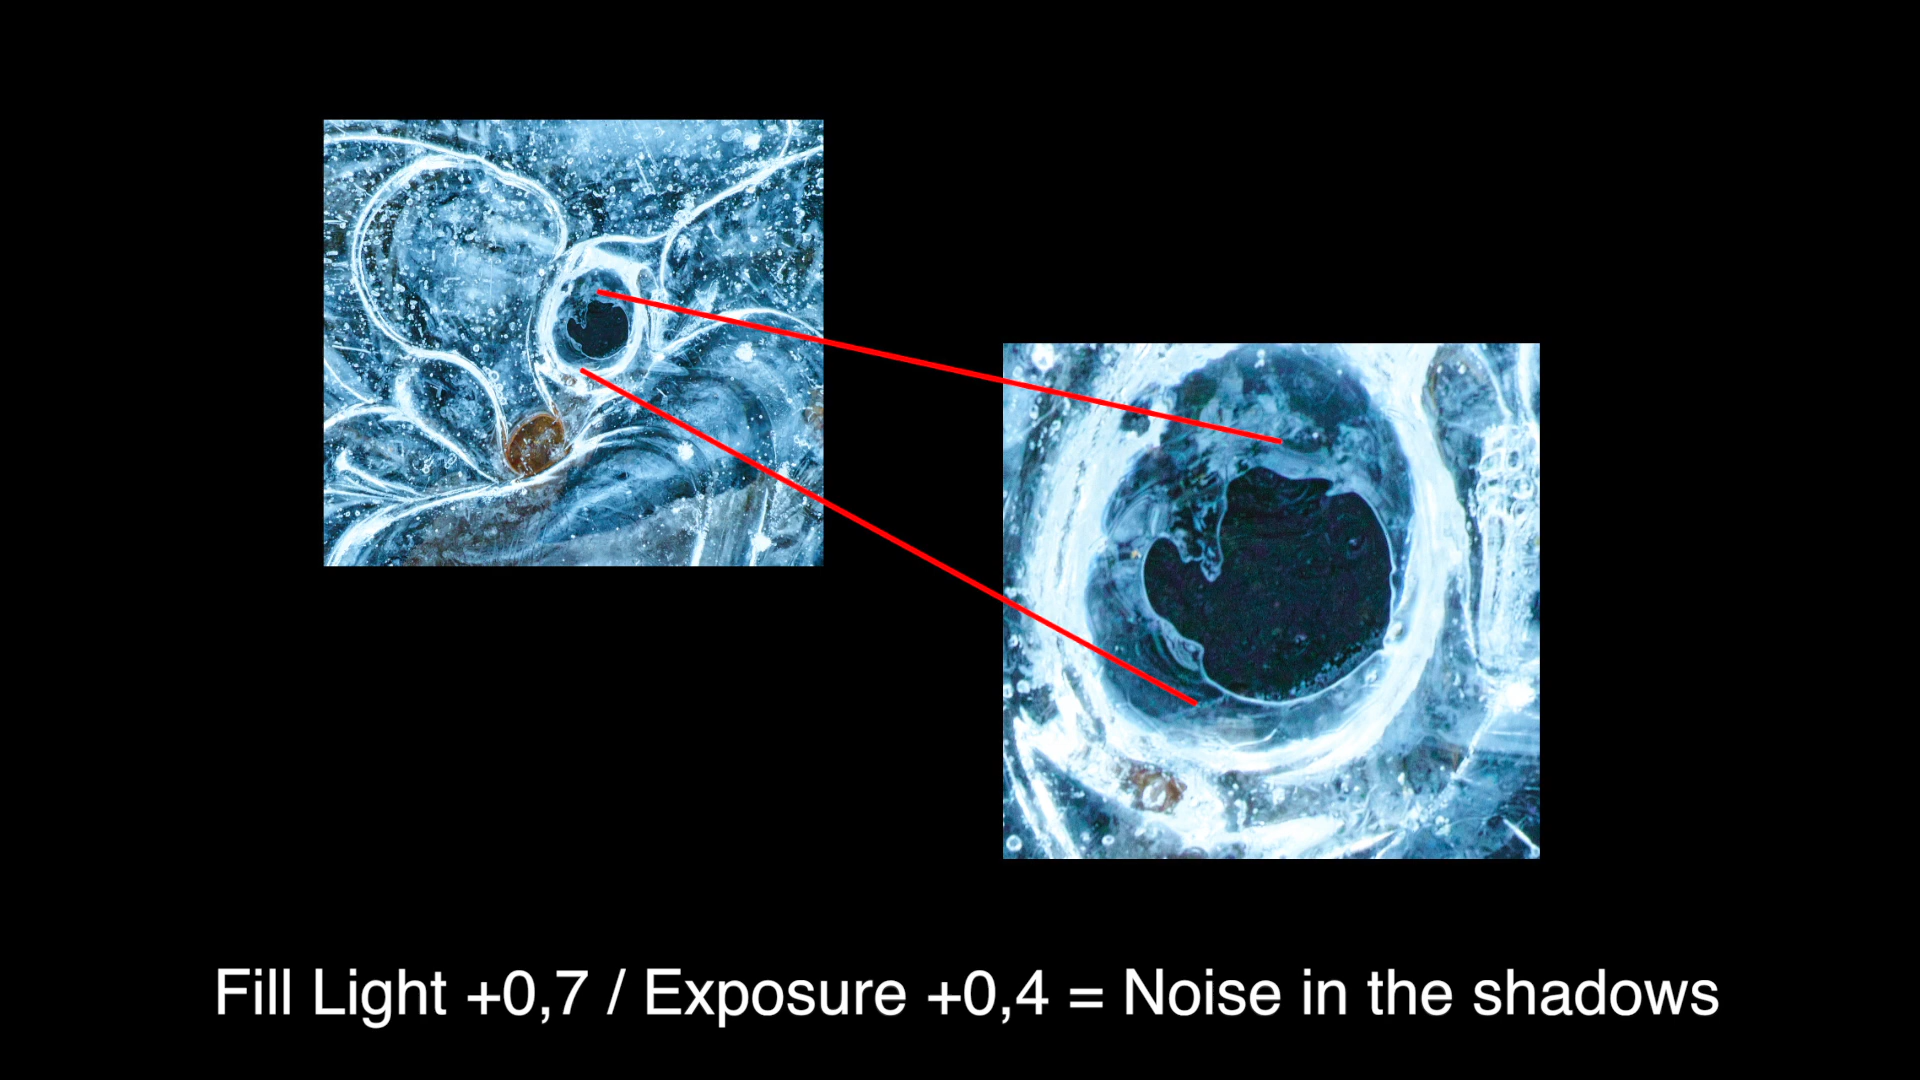 Fill Light +0,7 / Exposure +0,4 = Noise in the shadows